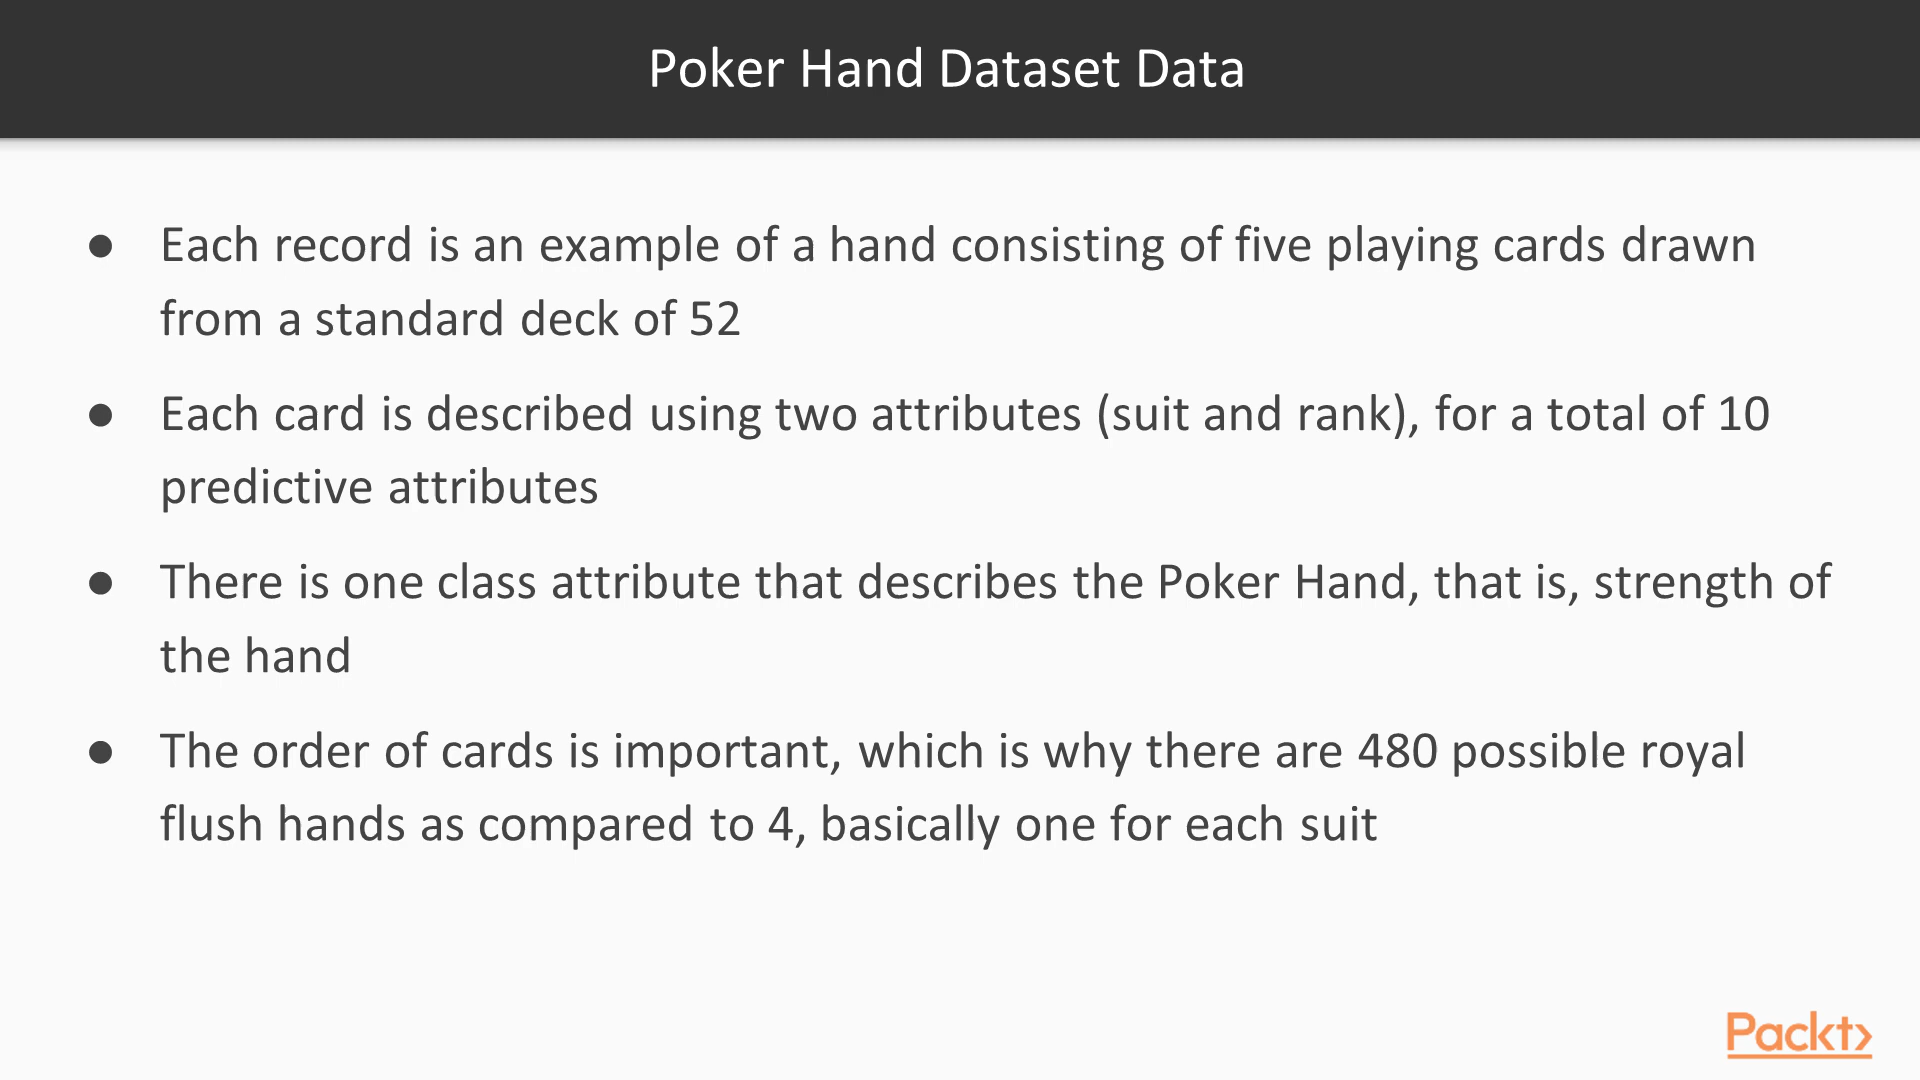 Poker Hand Dataset Data
● Each record is an example of a hand consisting of five playing cards drawn
from a standard deck of 52
● Each card is described using two attributes (suit and rank), for a total of 10
predictive attributes
● There is one class attribute that describes the Poker Hand, that is, strength of
the hand
● The order of cards is important, which is why there are 480 possible royal
flush hands as compared to 4, basically one for each suit
Packt>